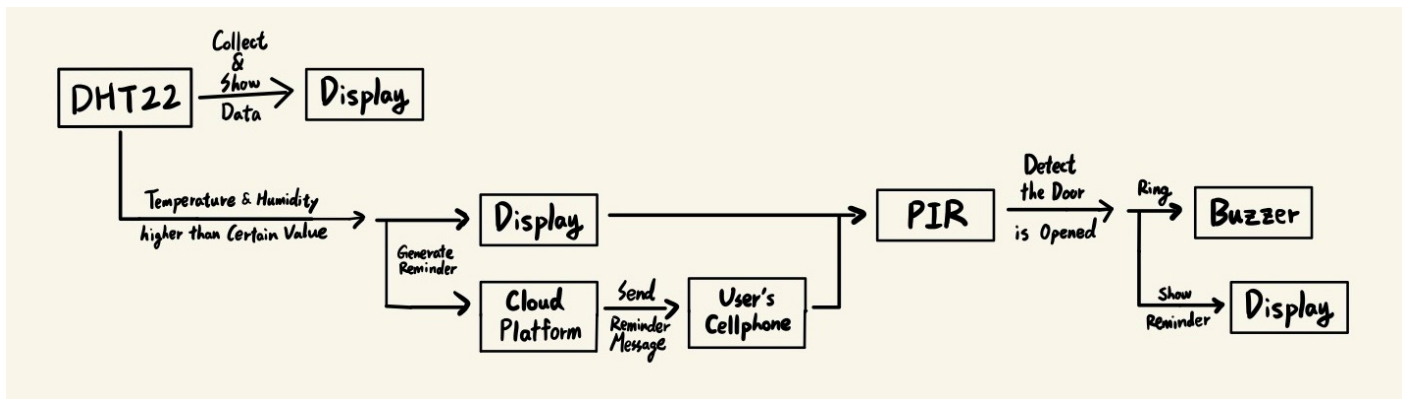 DHT22
Collect
&
Show
Data
Display
Temperature & Humidity
higher than Certain Value
Generate
Reminder
Display
Cloud
Platform
Send
Reminder
Message
User's
Cellphone
PIR
Detect
the Door
is Opened
Ring
Buzzer
Show
Reminder
Display